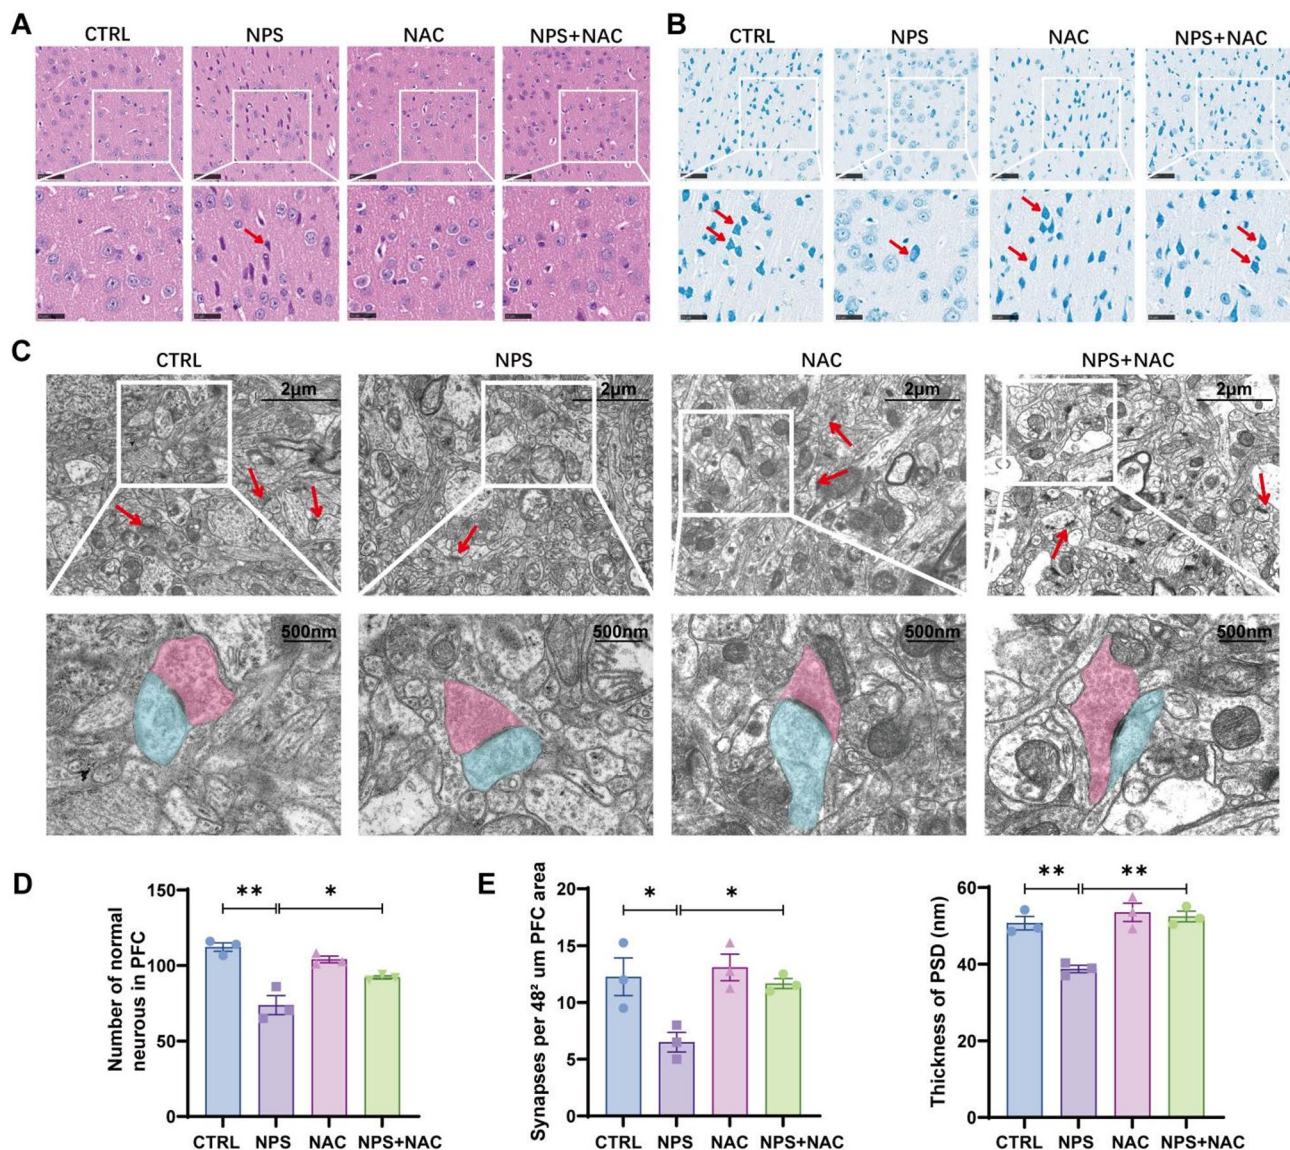 A
CTRL
NPS
NAC
NPS+NAC
B
CTRL
NPS
NAC
NPS+NAC
C
CTRL
NPS
NAC
NPS+NAC
2μm
2μm
2μm
2μm
500nm
500nm
500nm
500nm
D
Number of normal
neurous in PFC
150
100
50
0
**
*
CTRL
NPS
NAC
NPS+NAC
E
Synapses per 48² um PFC area
20
15
10
5
0
*
*
CTRL
NPS
NAC
NPS+NAC
Thickness of PSD (nm)
60
40
20
0
**
**
CTRL
NPS
NAC
NPS+NAC